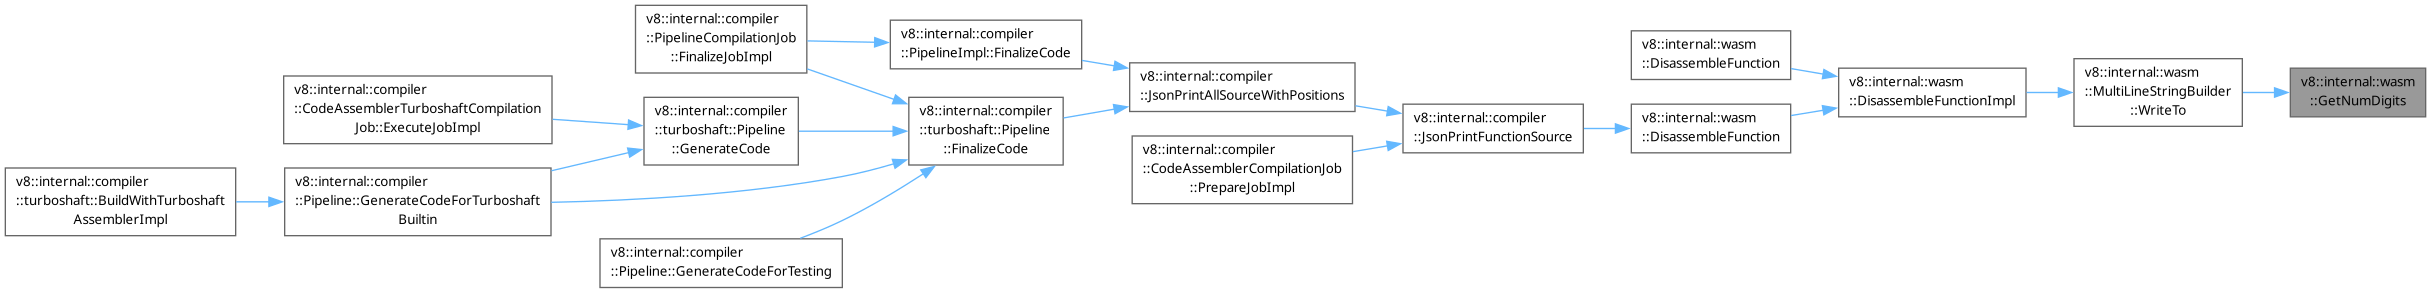 v8::internal::compiler
::turboshaft::BuildWithTurboshaft
AssemblerImpl
v8::internal::compiler
::CodeAssemblerTurboshaftCompilation
Job::ExecuteJobImpl
v8::internal::compiler
::Pipeline::GenerateCodeForTurboshaft
Builtin
v8::internal::compiler
::PipelineCompilationJob
::FinalizeJobImpl
v8::internal::compiler
::turboshaft::Pipeline
::GenerateCode
v8::internal::compiler
::Pipeline::GenerateCodeForTesting
v8::internal::compiler
::PipelineImpl::FinalizeCode
v8::internal::compiler
::turboshaft::Pipeline
::FinalizeCode
v8::internal::compiler
::JsonPrintAllSourceWithPositions
v8::internal::compiler
::CodeAssemblerCompilationJob
::PrepareJobImpl
v8::internal::compiler
::JsonPrintFunctionSource
v8::internal::wasm
::DisassembleFunction
v8::internal::wasm
::DisassembleFunction
v8::internal::wasm
::DisassembleFunctionImpl
v8::internal::wasm
::MultiLineStringBuilder
::WriteTo
v8::internal::wasm
::GetNumDigits